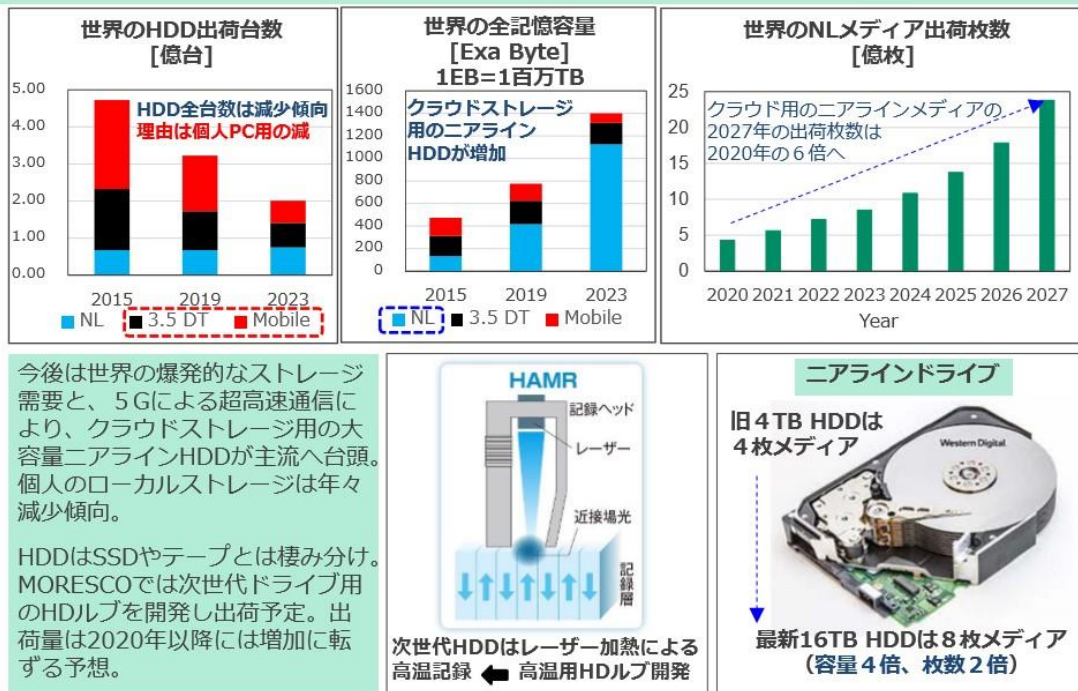 世界のHDD出荷台数
[億台]
5.00
4.00
3.00
2.00
1.00
0.00
HDD全台数は減少傾向
理由は個人PC用の減
2015 2019 2023
NL 3.5 DT Mobile
世界の全記憶容量
[Exa Byte]
1EB=1百万TB
1600
1400
1200
1000
800
600
400
200
0
クラウドストレージ
用のニアライン
HDDが増加
2015 2019 2023
NL 3.5 DT Mobile
世界のNLメディア出荷枚数
[億枚]
25
20
15
10
5
0
クラウド用のニアラインメディアの
2027年の出荷枚数は
2020年の６倍へ
2020 2021 2022 2023 2024 2025 2026 2027
Year
今後は世界の爆発的なストレージ
需要と、５Gによる超高速通信に
より、クラウドストレージ用の大
容量ニアラインHDDが主流へ台頭。
個人のローカルストレージは年々
減少傾向。
HDDはSSDやテープとは棲み分け。
MORESCOでは次世代ドライブ用
のHDルブを開発し出荷予定。出
荷量は2020年以降には増加に転
ずる予想。
HAMR
記録ヘッド
レーザー
近接場光
記録層
次世代HDDはレーザー加熱による
高温記録 ← 高温用HDルブ開発
ニアラインドライブ
旧４TB HDDは
４枚メディア
Western Digital
最新16TB HDDは８枚メディア
（容量４倍、枚数２倍）